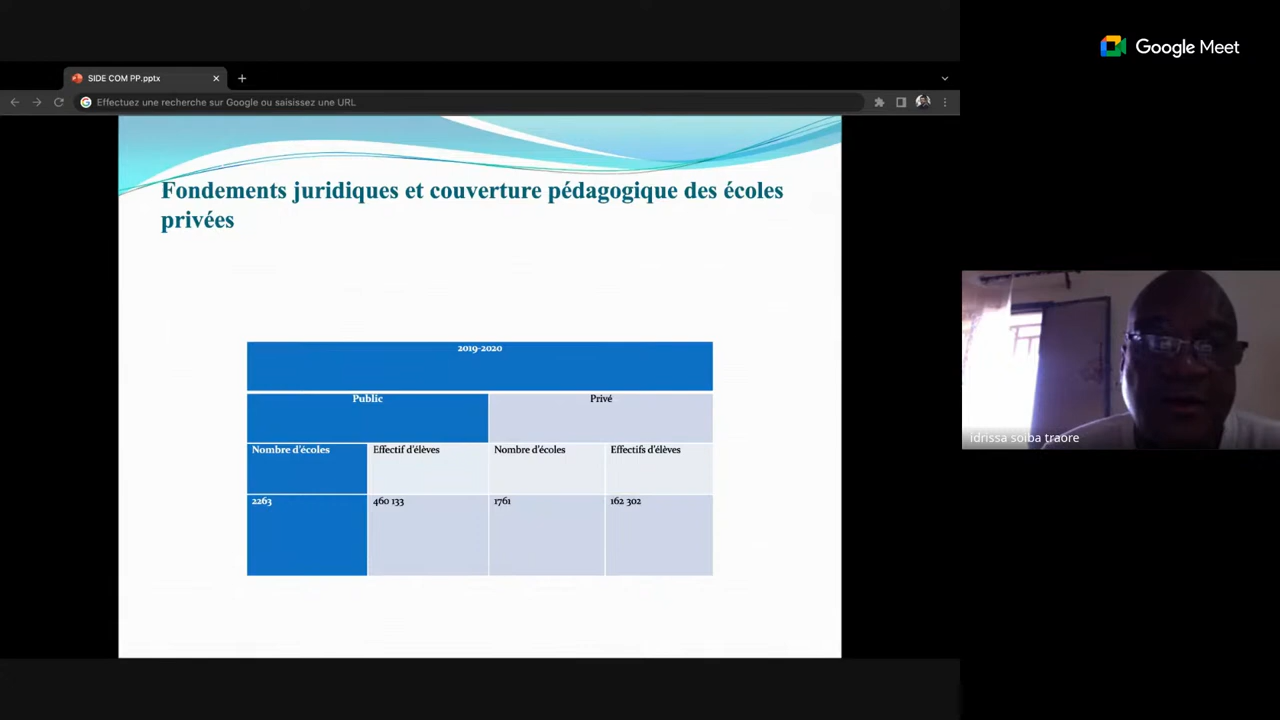 Google Meet
SIDE COM PP.pptx
Effectuez une recherche sur Google ou saisissez une URL
Fondements juridiques et couverture pédagogique des écoles
privées
2019-2020
Public
Privé
Nombre d'écoles
Effectif d'élèves
Nombre d'écoles
Effectifs d'élèves
2263
460 133
1761
162 302
idrissa soiba traore